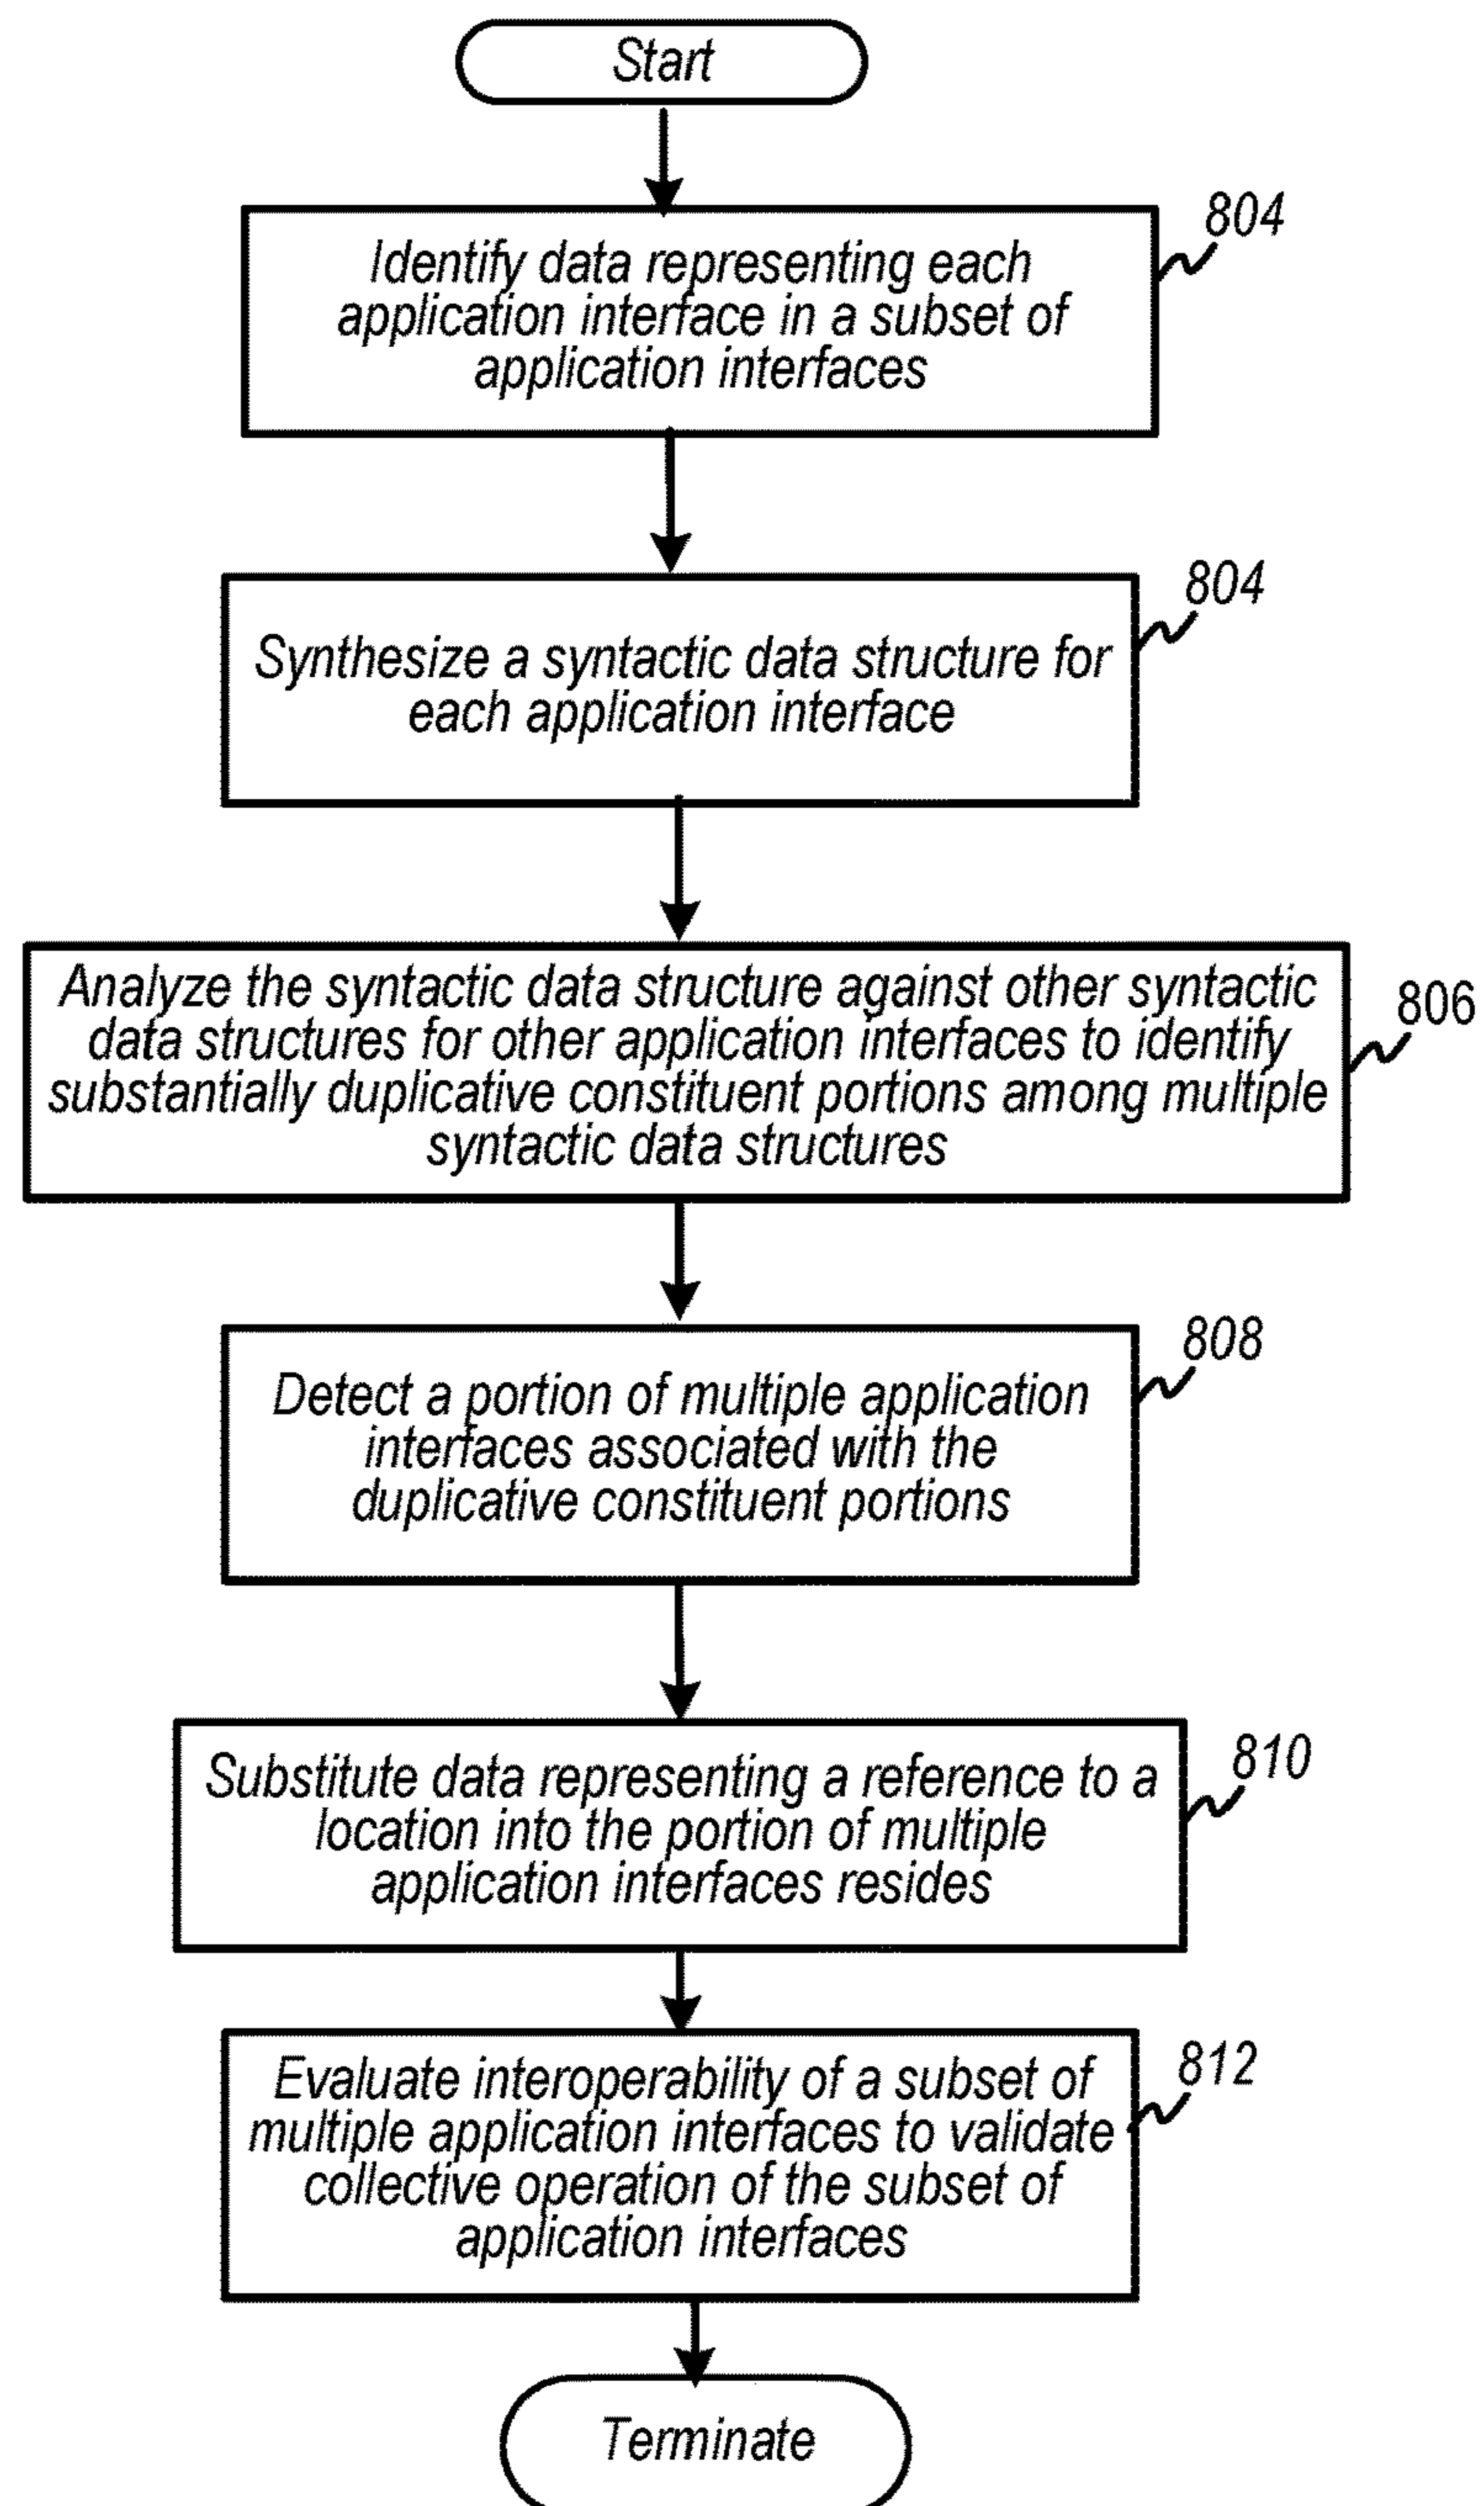 Start
804
Identify data representing each
application interface in a subset of
application interfaces
804
Synthesize a syntactic data structure for
each application interface
806
Analyze the syntactic data structure against other syntactic
data structures for other application interfaces to identify
substantially duplicative constituent portions among multiple
syntactic data structures
808
Detect a portion of multiple application
interfaces associated with the
duplicative constituent portions
810
Substitute data representing a reference to a
location into the portion of multiple
application interfaces resides
812
Evaluate interoperability of a subset of
multiple application interfaces to validate
collective operation of the subset of
application interfaces
Terminate